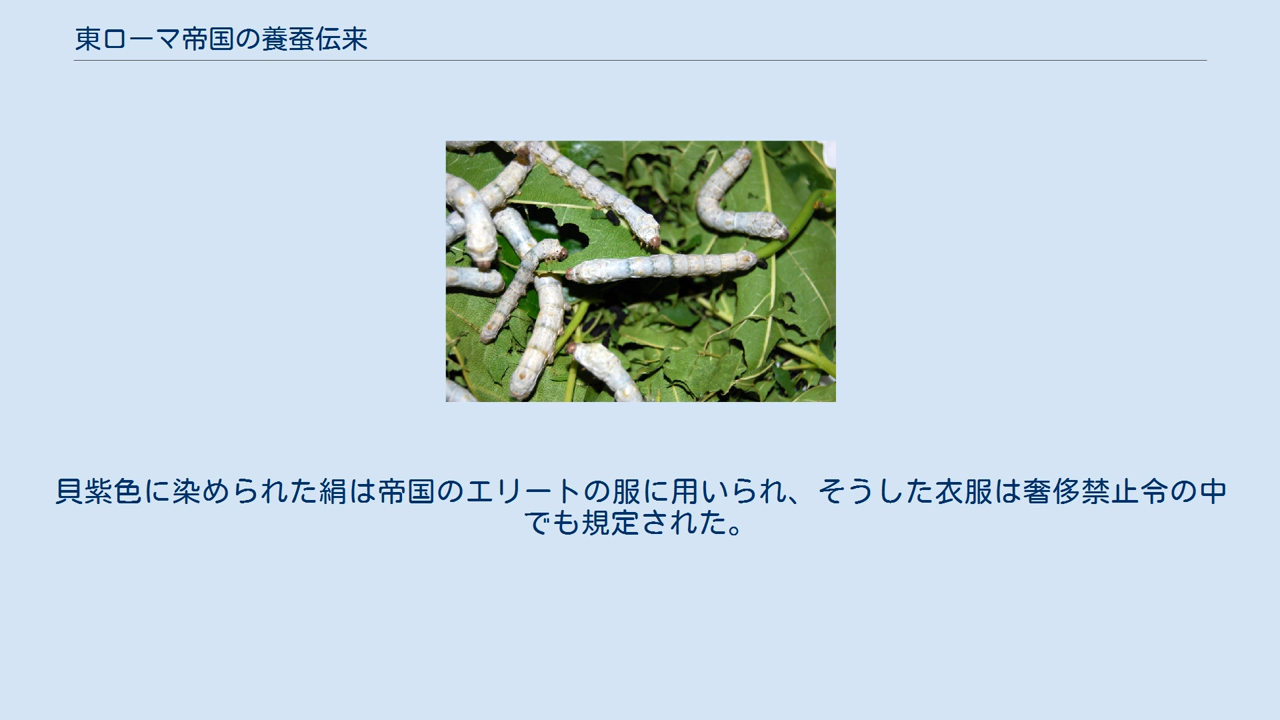 東ローマ帝国の養蚕伝来
貝紫色に染められた絹は帝国のエリートの服に用いられ、そうした衣服は奢侈禁止令の中
でも規定された。